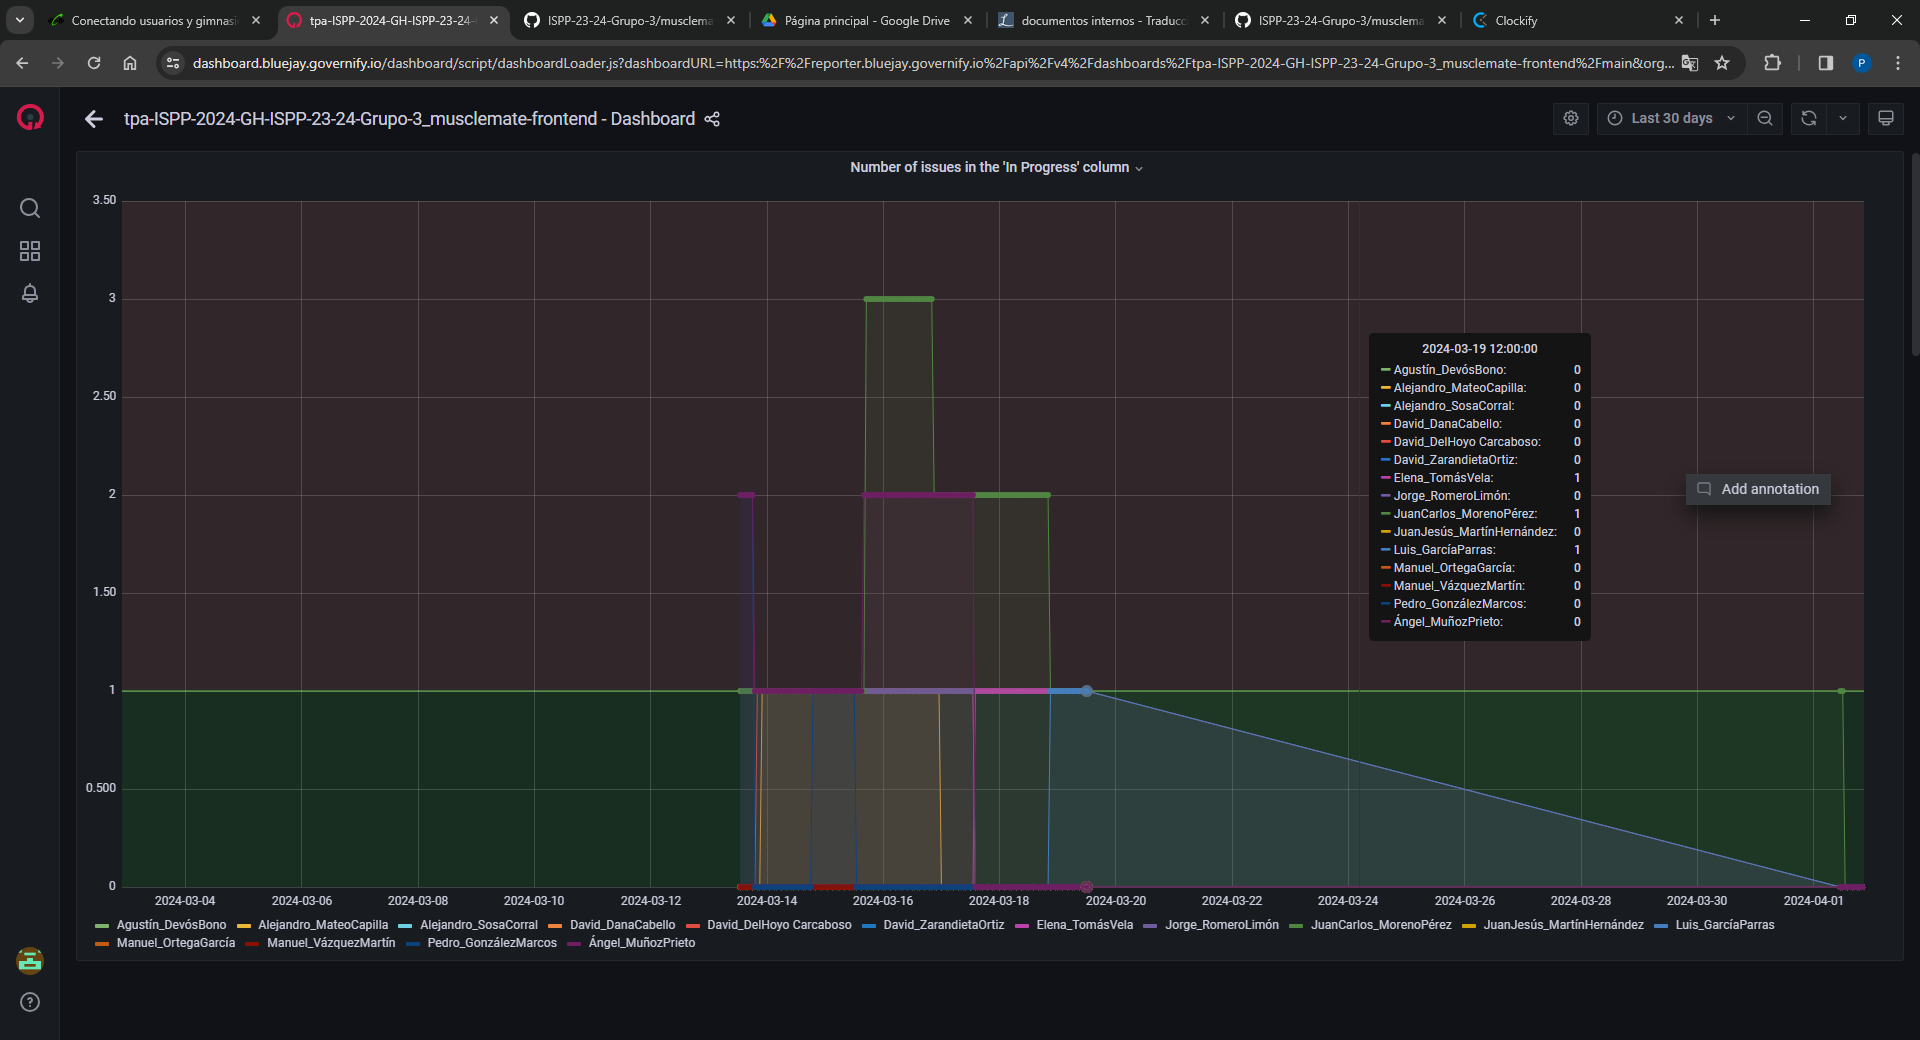 Conectando usuarios y gimnasi
tpa-ISPP-2024-GH-ISPP-23-24-
ISPP-23-24-Grupo-3/musclema
Página principal - Google Drive
documentos internos - Traducc
ISPP-23-24-Grupo-3/musclema
Clockify
dashboard.bluejay.governify.io/dashboard/script/dashboardLoader.js?dashboardURL=https:%2F%2Freporter.bluejay.governify.io%2Fapi%2Fv4%2Fdashboards%2Ftpa-ISPP-2024-GH-ISPP-23-24-Grupo-3_musclemate-frontend%2Fmain&org...
P
tpa-ISPP-2024-GH-ISPP-23-24-Grupo-3_musclemate-frontend - Dashboard
Last 30 days
Number of issues in the 'In Progress' column
3.50
3
2.50
2
1.50
1
0.500
0
2024-03-19 12:00:00
Agustín_DevósBono: 0
Alejandro_MateoCapilla: 0
Alejandro_SosaCorral: 0
David_DanaCabello: 0
David_DelHoyo Carcaboso: 0
David_ZarandietaOrtiz: 0
Elena_TomásVela: 1
Jorge_RomeroLimón: 0
JuanCarlos_MorenoPérez: 1
JuanJesús_MartínHernández: 0
Luis_GarcíaParras: 1
Manuel_OrtegaGarcía: 0
Manuel_VázquezMartín: 0
Pedro_GonzálezMarcos: 0
Ángel_MuñozPrieto: 0
Add annotation
2024-03-04 2024-03-06 2024-03-08 2024-03-10 2024-03-12 2024-03-14 2024-03-16 2024-03-18 2024-03-20 2024-03-22 2024-03-24 2024-03-26 2024-03-28 2024-03-30 2024-04-01
Agustín_DevósBono Alejandro_MateoCapilla Alejandro_SosaCorral David_DanaCabello David_DelHoyo Carcaboso David_ZarandietaOrtiz Elena_TomásVela Jorge_RomeroLimón JuanCarlos_MorenoPérez JuanJesús_MartínHernández Luis_GarcíaParras
Manuel_OrtegaGarcía Manuel_VázquezMartín Pedro_GonzálezMarcos Ángel_MuñozPrieto